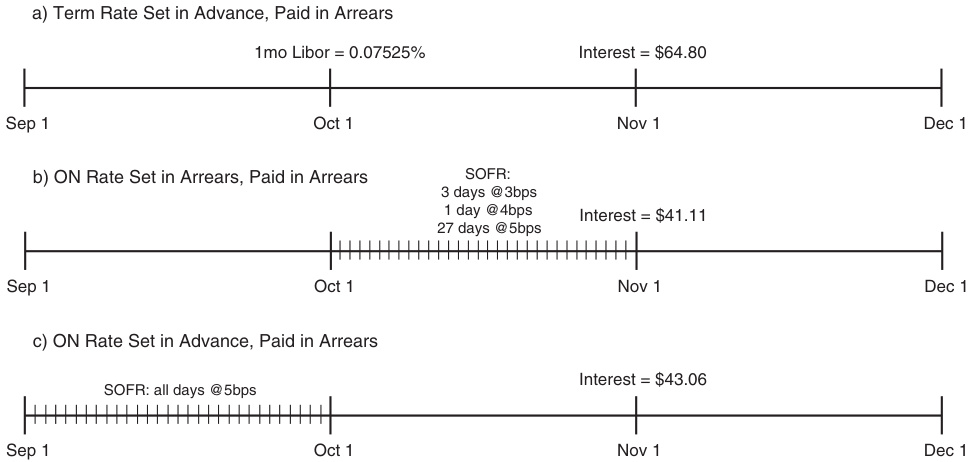 a) Term Rate Set in Advance, Paid in Arrears
1mo Libor = 0.07525%
Interest = $64.80
Sep 1
Oct 1
Nov 1
Dec 1
b) ON Rate Set in Arrears, Paid in Arrears
SOFR:
3 days @3bps
1 day @4bps
27 days @5bps
Interest = $41.11
Sep 1
Oct 1
Nov 1
Dec 1
c) ON Rate Set in Advance, Paid in Arrears
SOFR: all days @5bps
Interest = $43.06
Sep 1
Oct 1
Nov 1
Dec 1